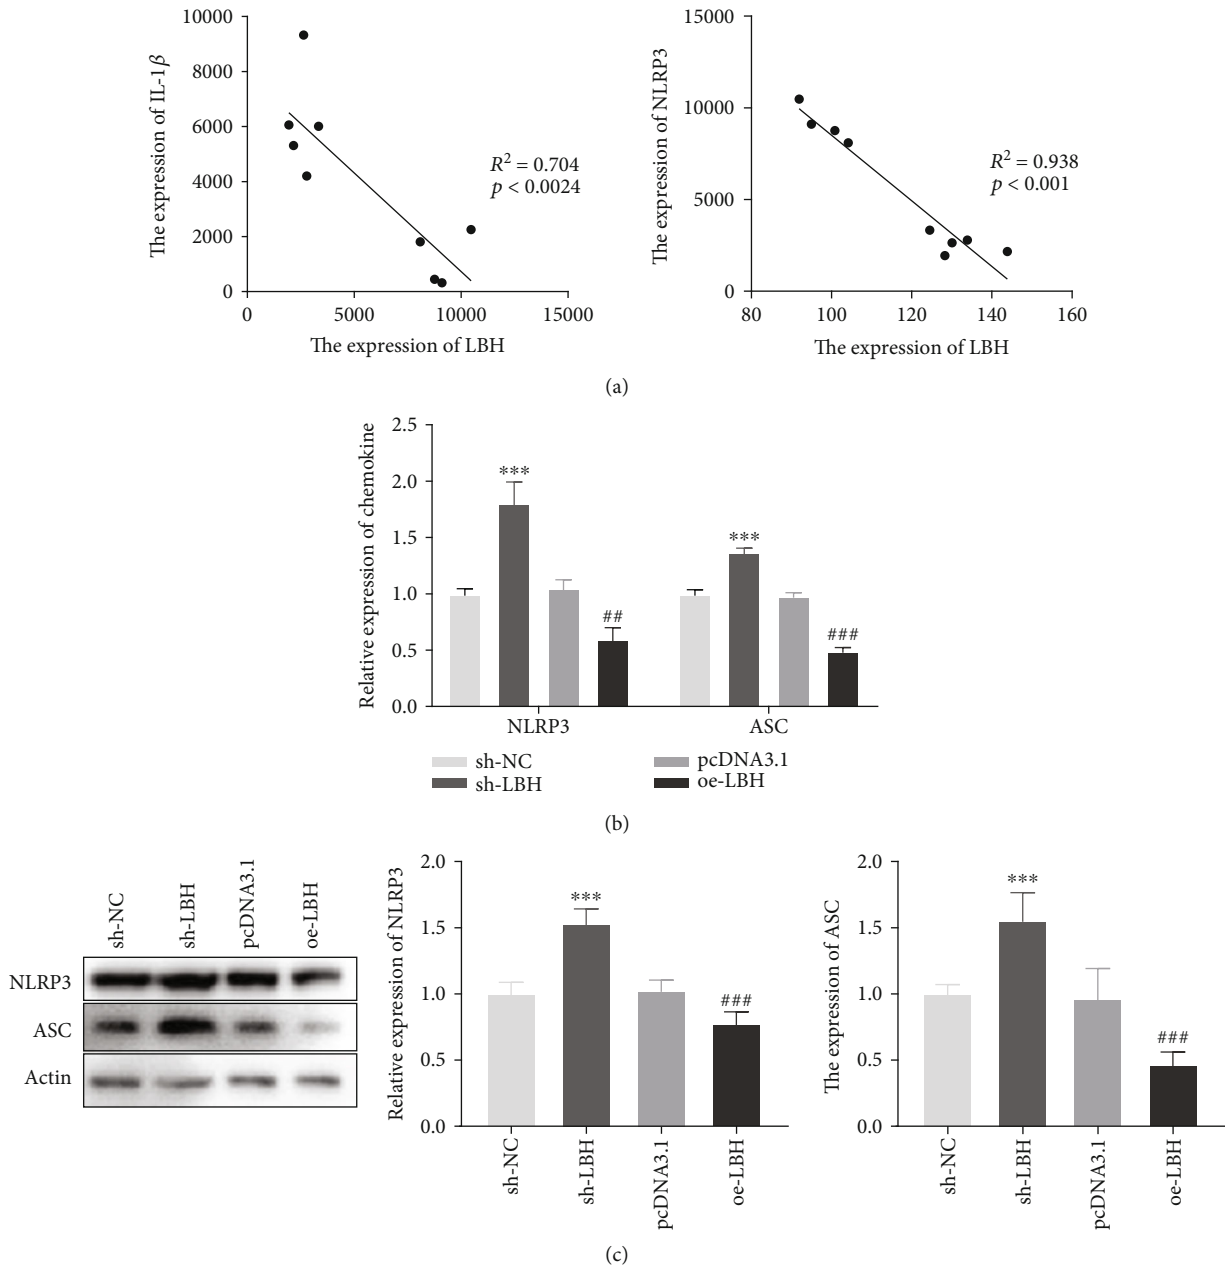 10000
8000
6000
4000
2000
0
The expression of IL-1β
0 5000 10000 15000
The expression of LBH
R² = 0.704
p < 0.0024
15000
10000
5000
0
The expression of NLRP3
80 100 120 140 160
The expression of LBH
R² = 0.938
p < 0.001
(a)
2.5
2.0
1.5
1.0
0.5
0.0
Relative expression of chemokine
***
##
***
###
NLRP3 ASC
sh-NC pcDNA3.1
sh-LBH oe-LBH
(b)
sh-NC sh-LBH pcDNA3.1 oe-LBH
NLRP3
ASC
Actin
2.0
1.5
1.0
0.5
0.0
Relative expression of NLRP3
***
###
sh-NC sh-LBH pcDNA3.1 oe-LBH
2.0
1.5
1.0
0.5
0.0
The expression of ASC
***
###
sh-NC sh-LBH pcDNA3.1 oe-LBH
(c)